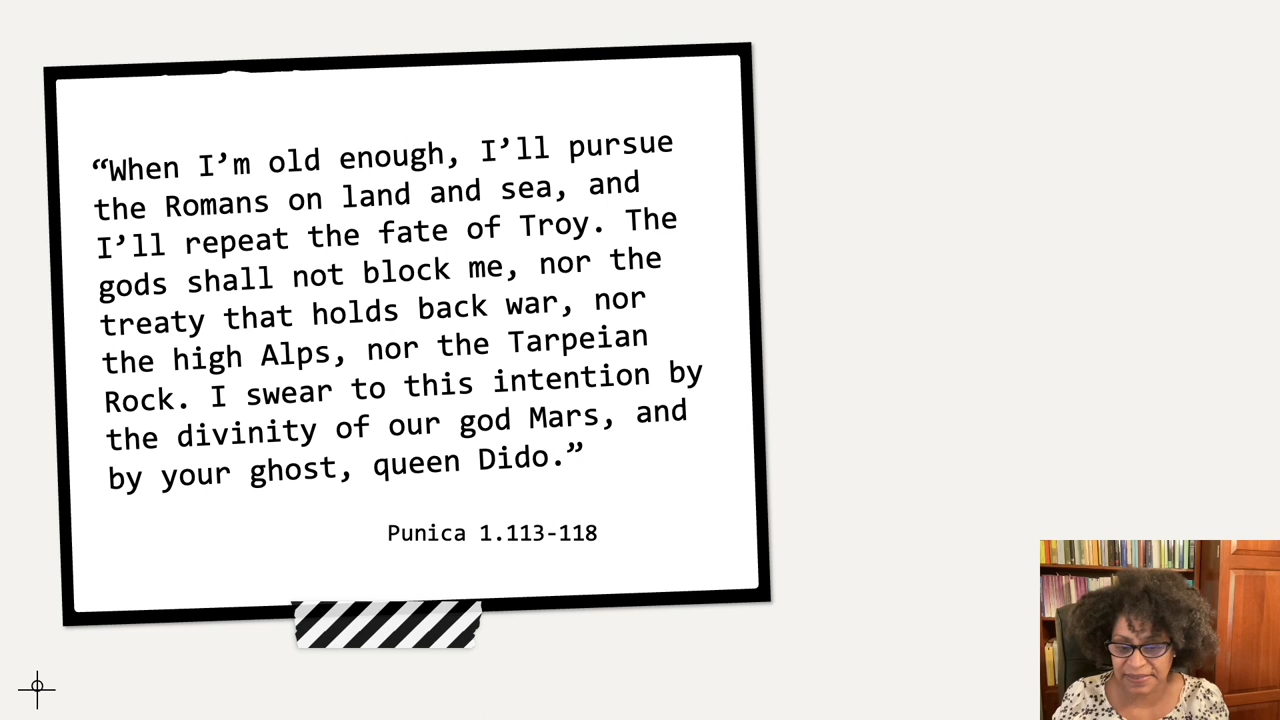 “When I’m old enough, I’ll pursue
the Romans on land and sea, and
I’ll repeat the fate of Troy. The
gods shall not block me, nor the
treaty that holds back war, nor
the high Alps, nor the Tarpeian
Rock. I swear to this intention by
the divinity of our god Mars, and
by your ghost, queen Dido.”
Punica 1.113-118